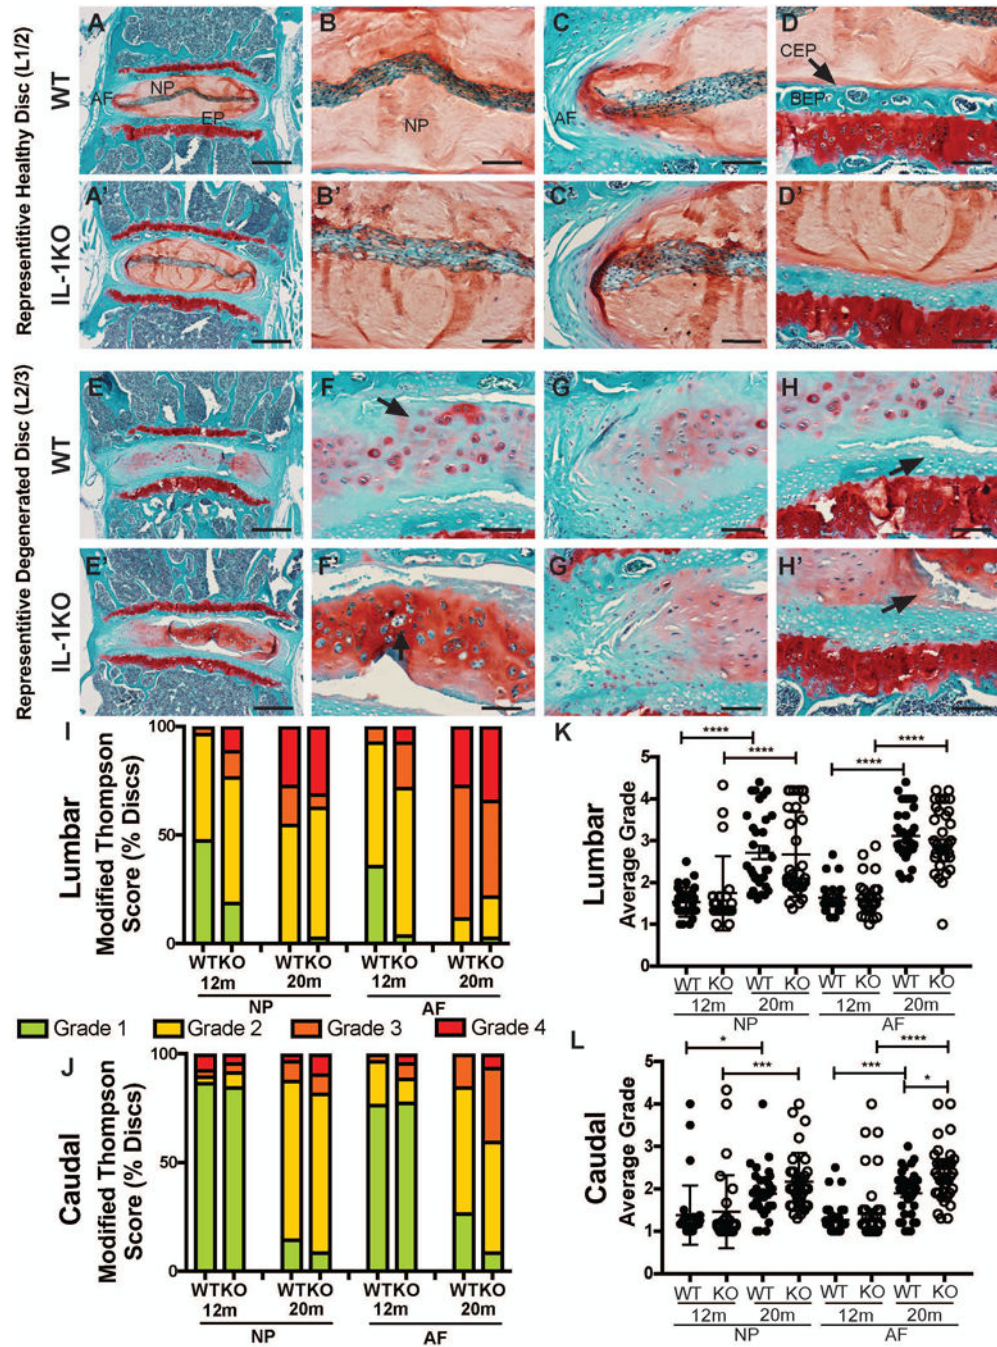 Representitive Healthy Disc (L1/2)
WT
A
AF
NP
EP
B
NP
C
AF
D
CEP
BEP
IL-1KO
A'
B'
C'
D'
Representitive Degenerated Disc (L2/3)
WT
E
F
G
H
IL-1KO
E'
F'
G'
H'
I
Lumbar
Modified Thompson
Score (% Discs)
100
50
0
WT KO WT KO WT KO WT KO
12m 20m 12m 20m
NP AF
K
Lumbar
Average Grade
5
4
3
2
1
**** **** **** ****
WT KO WT KO WT KO WT KO
12m 20m 12m 20m
NP AF
Grade 1 Grade 2 Grade 3 Grade 4
J
Caudal
Modified Thompson
Score (% Discs)
100
50
0
WT KO WT KO WT KO WT KO
12m 20m 12m 20m
NP AF
L
Caudal
Average Grade
5
4
3
2
1
0
* *** *** **** *
WT KO WT KO WT KO WT KO
12m 20m 12m 20m
NP AF